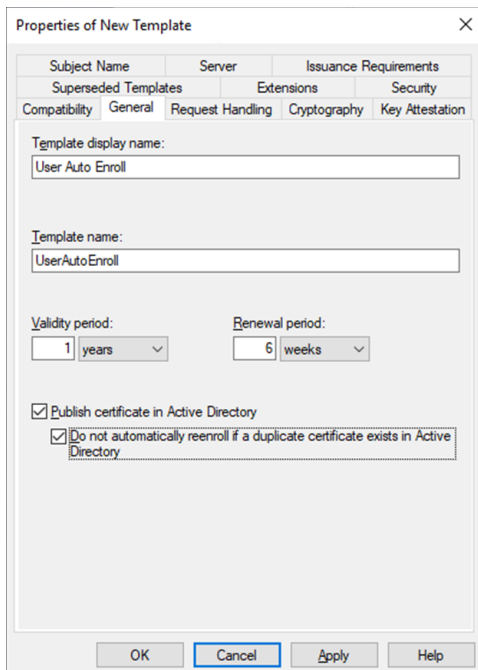 Properties of New Template
Subject Name Server Issuance Requirements
Superseded Templates Extensions Security
Compatibility General Request Handling Cryptography Key Attestation
Template display name:
User Auto Enroll
Template name:
UserAutoEnroll
Validity period: Renewal period:
1 years 6 weeks
Publish certificate in Active Directory
Do not automatically reenroll if a duplicate certificate exists in Active
Directory
OK Cancel Apply Help